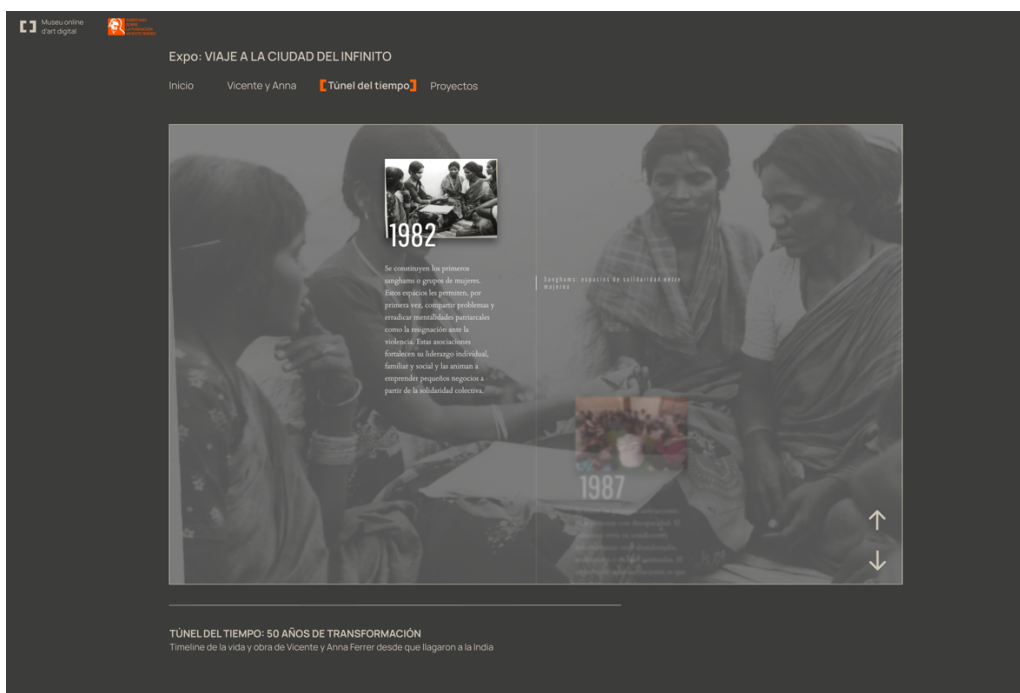 Museu online
d'art digital
Expo: VIAJE A LA CIUDAD DEL INFINITO
Inicio
Vicente y Anna
[Túnel del tiempo]
Proyectos
1982
Se constituyen los primeros
sanghams o grupos de mujeres.
Estos espacios les permiten, por
primera vez, compartir problemas y
erradicar mentalidades patriarcales
como la resignación ante la
violencia. Estas asociaciones
fortalecen su liderazgo individual,
familiar y social y las animan a
emprender pequeños negocios a
partir de la solidaridad colectiva.
Sanghams: espacios de solidaridad entre
mujeres
1987
TÚNEL DEL TIEMPO: 50 AÑOS DE TRANSFORMACIÓN
Timeline de la vida y obra de Vicente y Anna Ferrer desde que llagaron a la India